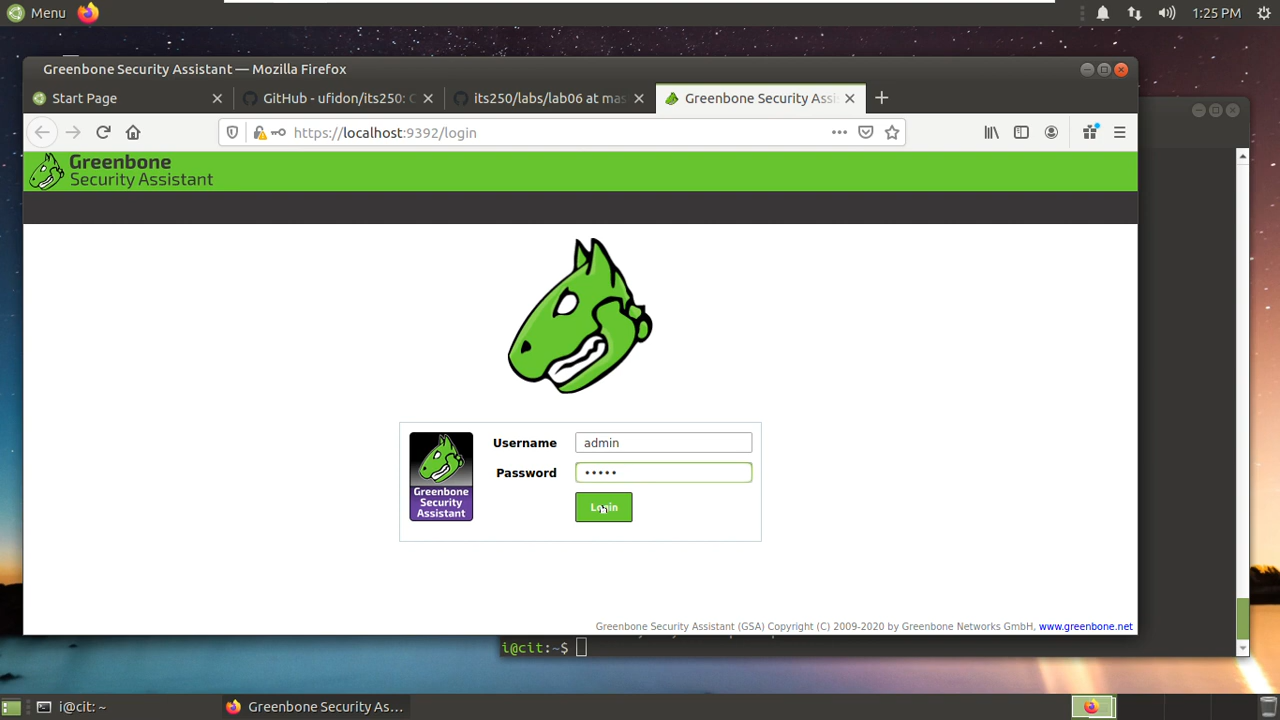 Menu
1:25 PM
Greenbone Security Assistant — Mozilla Firefox
Start Page
GitHub - ufidon/its250: C
its250/labs/lab06 at mas
Greenbone Security Assi
https://localhost:9392/login
Greenbone
Security Assistant
Username
admin
Password
•••••
Login
Greenbone
Security
Assistant
Greenbone Security Assistant (GSA) Copyright (C) 2009-2020 by Greenbone Networks GmbH, www.greenbone.net
i@cit:~$
i@cit: ~
Greenbone Security As...